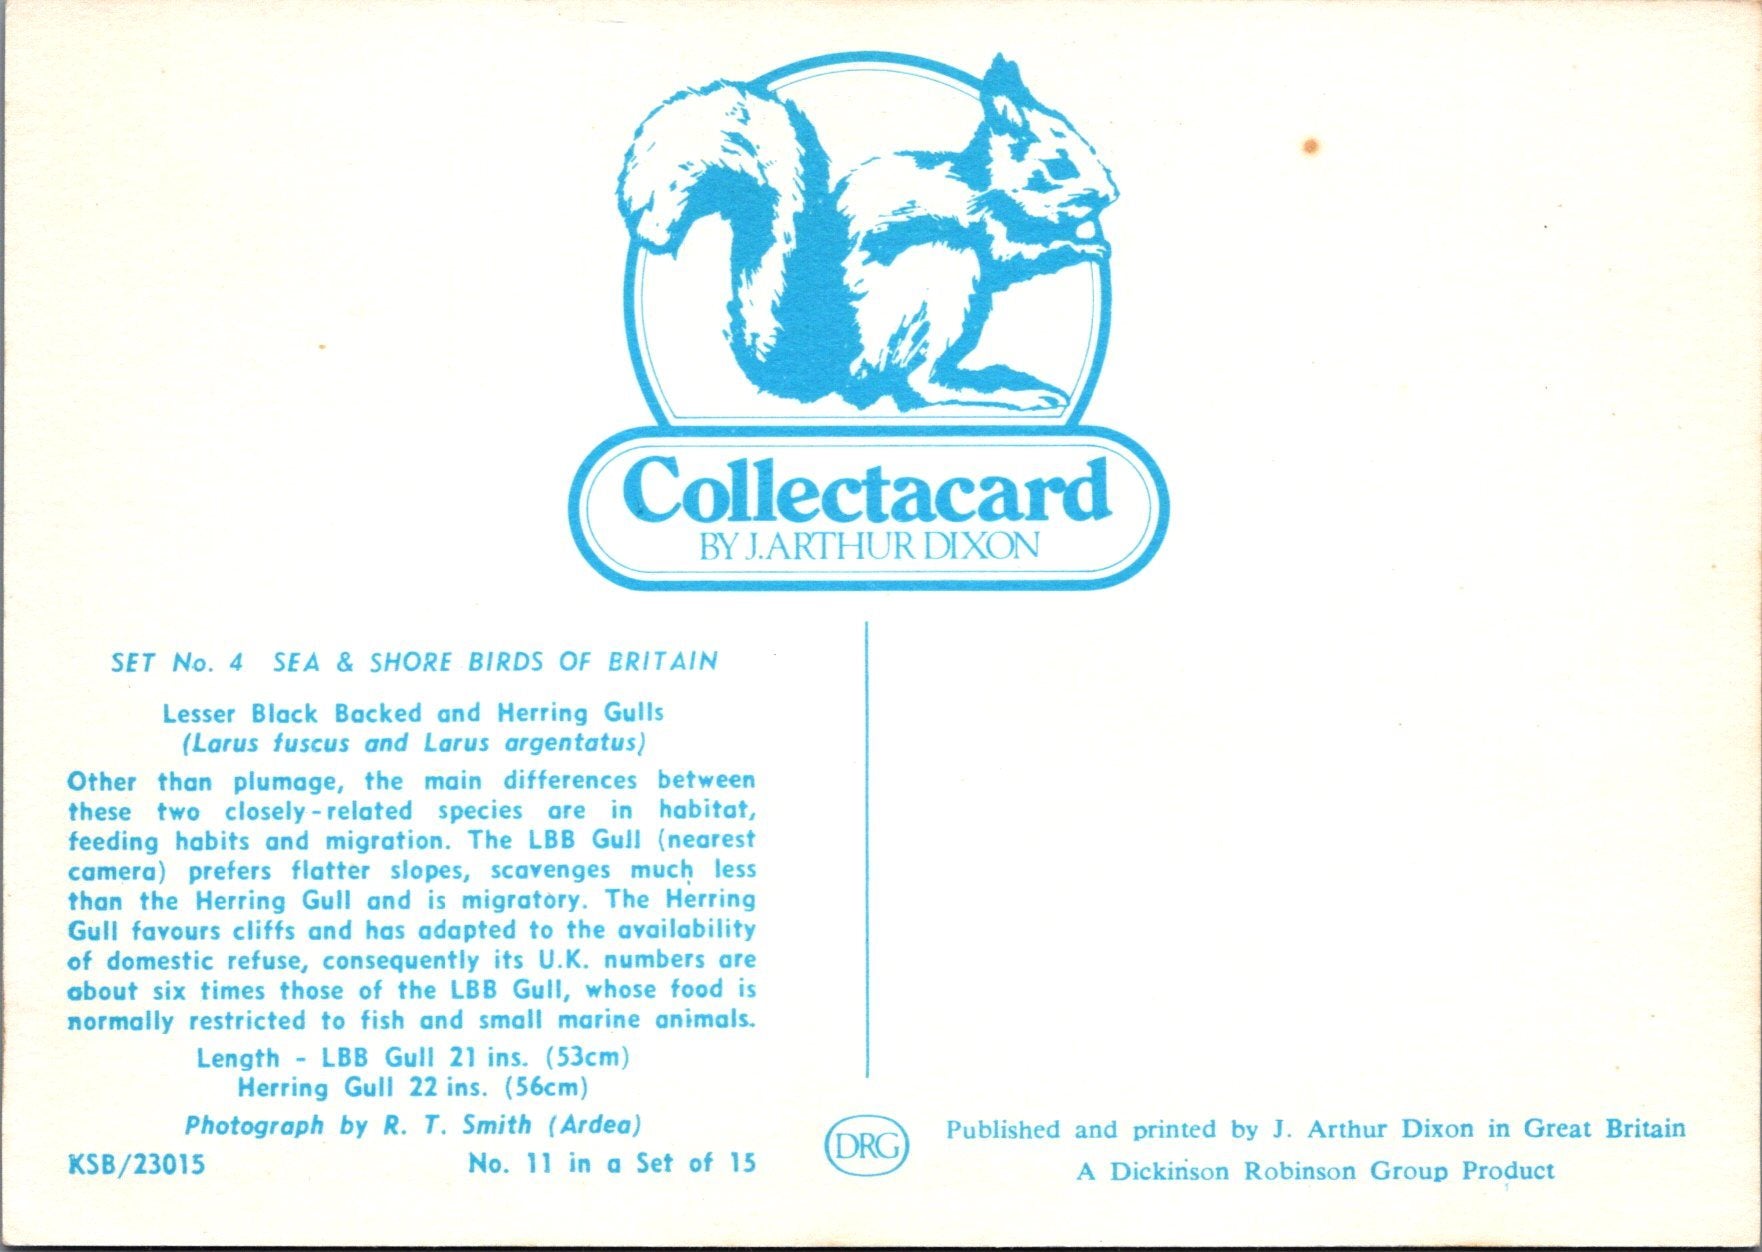 Collectacard
BY J. ARTHUR DIXON
SET No. 4 SEA & SHORE BIRDS OF BRITAIN
Lesser Black Backed and Herring Gulls
(Larus fuscus and Larus argentatus)
Other than plumage, the main differences between
these two closely-related species are in habitat,
feeding habits and migration. The LBB Gull (nearest
camera) prefers flatter slopes, scavenges much less
than the Herring Gull and is migratory. The Herring
Gull favours cliffs and has adapted to the availability
of domestic refuse, consequently its U.K. numbers are
about six times those of the LBB Gull, whose food is
normally restricted to fish and small marine animals.
Length - LBB Gull 21 ins. (53cm)
Herring Gull 22 ins. (56cm)
Photograph by R. T. Smith (Ardea)
KSB/23015 No. 11 in a Set of 15
DRG
Published and printed by J. Arthur Dixon in Great Britain
A Dickinson Robinson Group Product